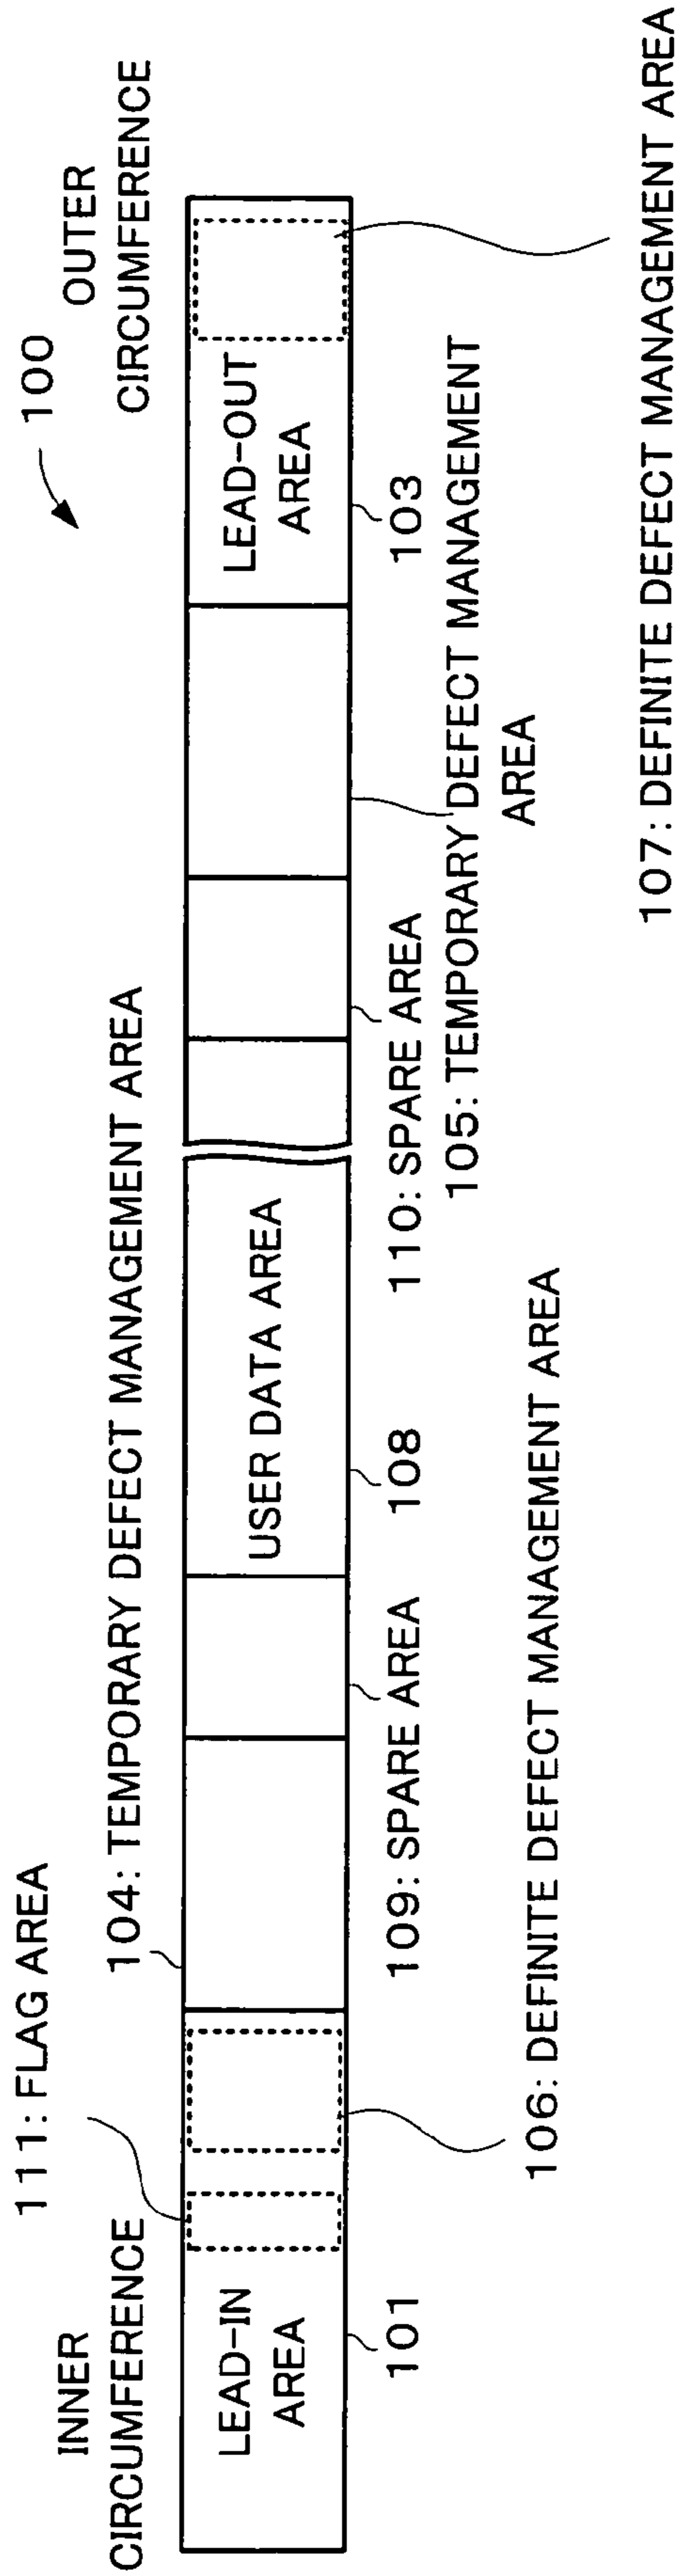 100
INNER
CIRCUMFERENCE
OUTER
CIRCUMFERENCE
111: FLAG AREA
104: TEMPORARY DEFECT MANAGEMENT AREA
LEAD-IN
AREA
USER DATA AREA
LEAD-OUT
AREA
101
109: SPARE AREA
108
110: SPARE AREA
103
105: TEMPORARY DEFECT MANAGEMENT
AREA
106: DEFINITE DEFECT MANAGEMENT AREA
107: DEFINITE DEFECT MANAGEMENT AREA